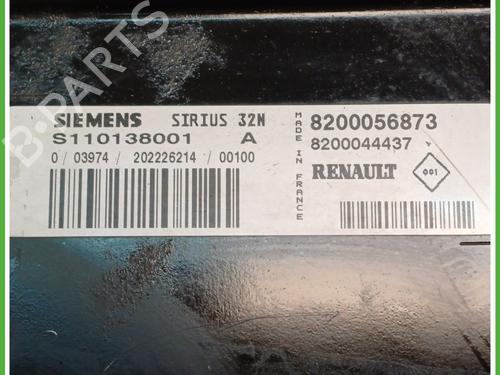 SIEMENS SIRIUS 32N
S110138001 A
0 / 03974 / 202226214 / 00100
MADE IN FRANCE
8200056873
8200044437
RENAULT
001
B-PARTS